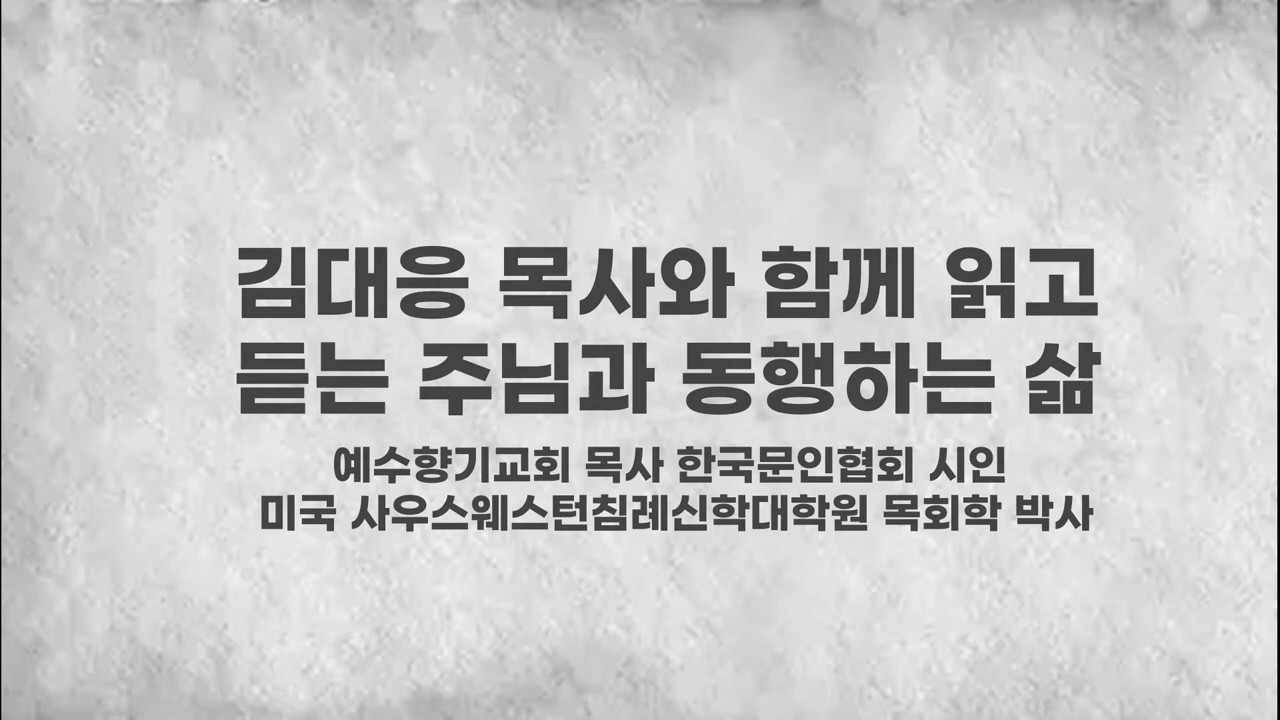 김대응 목사와 함께 읽고
듣는 주님과 동행하는 삶
예수향기교회 목사 한국문인협회 시인
미국 사우스웨스턴침례신학대학원 목회학 박사